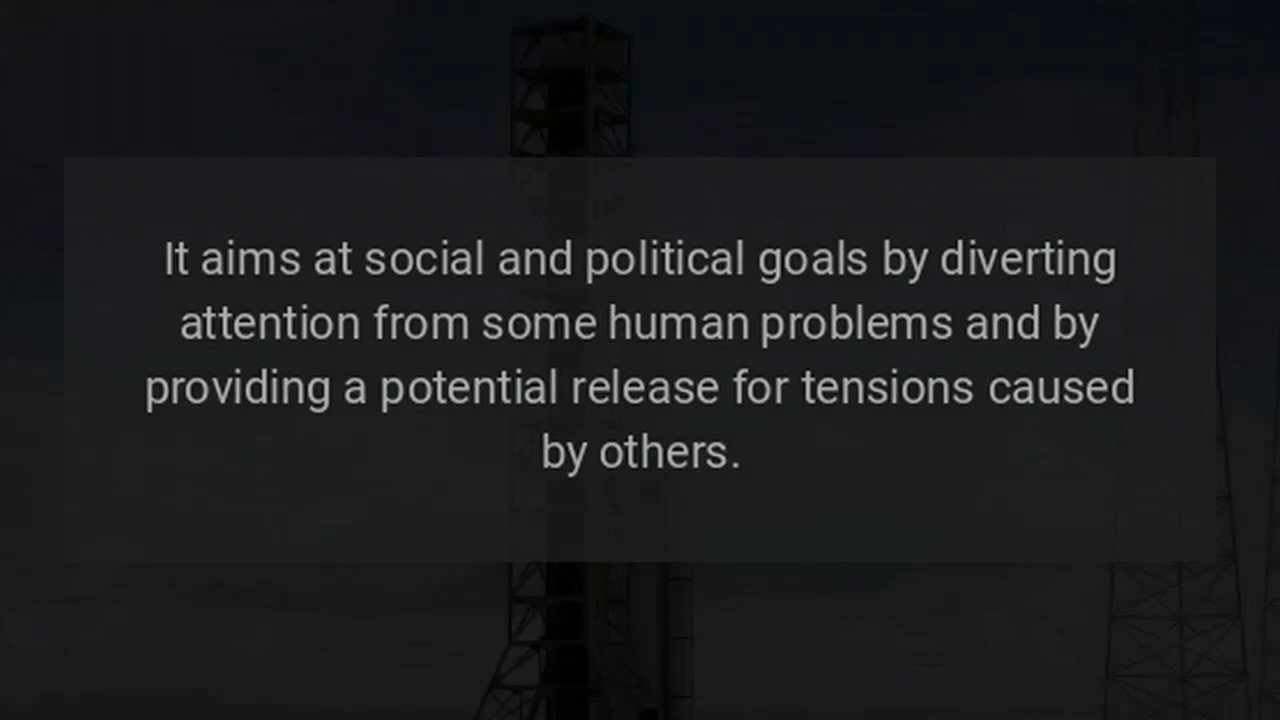 It aims at social and political goals by diverting
attention from some human problems and by
providing a potential release for tensions caused
by others.